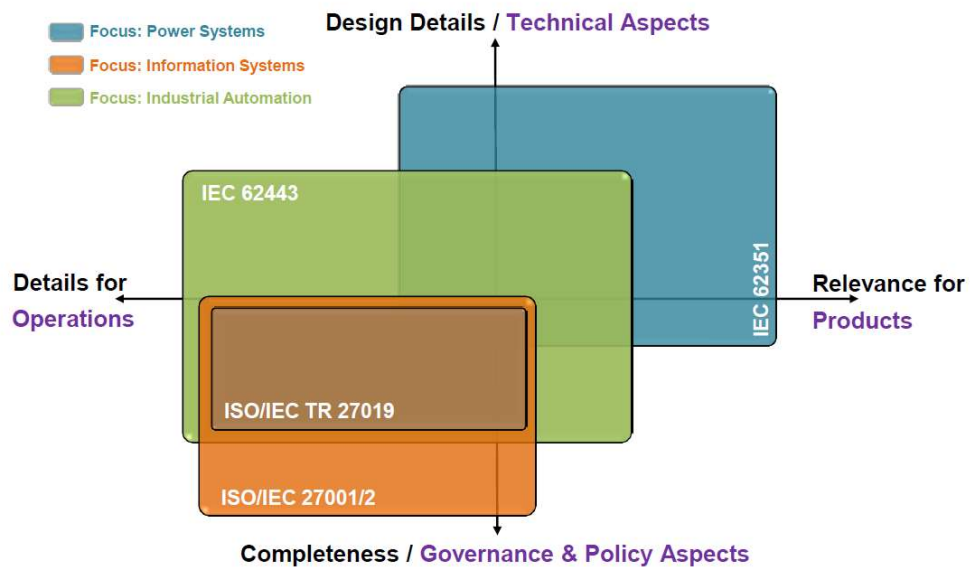 Design Details / Technical Aspects
Focus: Power Systems
Focus: Information Systems
Focus: Industrial Automation
IEC 62443
IEC 62351
Details for
Operations
Relevance for
Products
ISO/IEC TR 27019
ISO/IEC 27001/2
Completeness / Governance & Policy Aspects